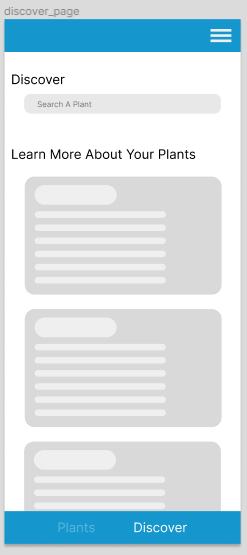 discover_page
Discover
Search A Plant
Learn More About Your Plants
Plants Discover